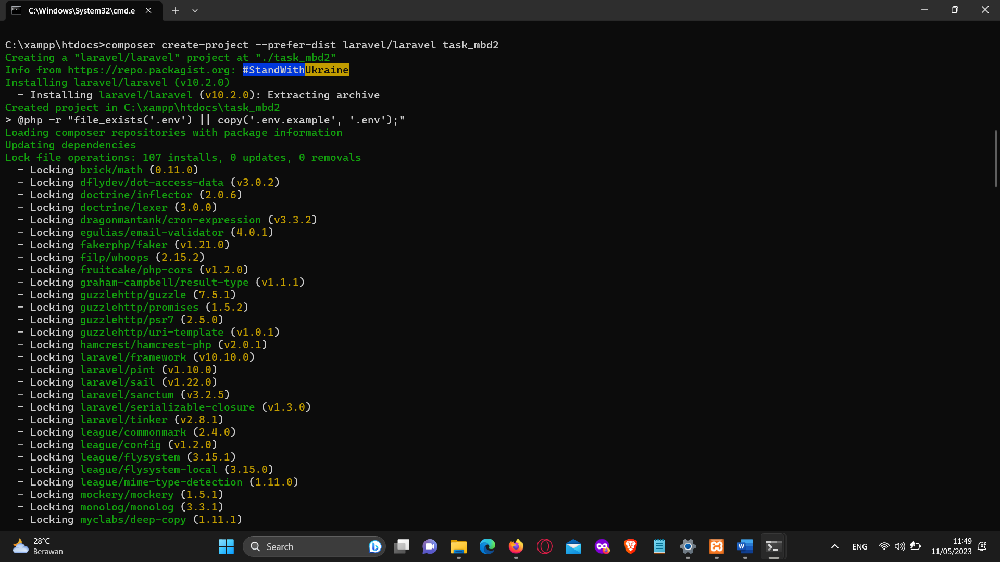 C:\Windows\System32\cmd.e
C:\xampp\htdocs>composer create-project --prefer-dist laravel/laravel task_mbd2
Creating a "laravel/laravel" project at "./task_mbd2"
Info from https://repo.packagist.org: #StandWithUkraine
Installing laravel/laravel (v10.2.0)
  - Installing laravel/laravel (v10.2.0): Extracting archive
Created project in C:\xampp\htdocs\task_mbd2
> @php -r "file_exists('.env') || copy('.env.example', '.env');"
Loading composer repositories with package information
Updating dependencies
Lock file operations: 107 installs, 0 updates, 0 removals
  - Locking brick/math (0.11.0)
  - Locking dflydev/dot-access-data (v3.0.2)
  - Locking doctrine/inflector (2.0.6)
  - Locking doctrine/lexer (3.0.0)
  - Locking dragonmantank/cron-expression (v3.3.2)
  - Locking egulias/email-validator (4.0.1)
  - Locking fakerphp/faker (v1.21.0)
  - Locking filp/whoops (2.15.2)
  - Locking fruitcake/php-cors (v1.2.0)
  - Locking graham-campbell/result-type (v1.1.1)
  - Locking guzzlehttp/guzzle (7.5.1)
  - Locking guzzlehttp/promises (1.5.2)
  - Locking guzzlehttp/psr7 (2.5.0)
  - Locking guzzlehttp/uri-template (v1.0.1)
  - Locking hamcrest/hamcrest-php (v2.0.1)
  - Locking laravel/framework (v10.10.0)
  - Locking laravel/pint (v1.10.0)
  - Locking laravel/sail (v1.22.0)
  - Locking laravel/sanctum (v3.2.5)
  - Locking laravel/serializable-closure (v1.3.0)
  - Locking laravel/tinker (v2.8.1)
  - Locking league/commonmark (2.4.0)
  - Locking league/config (v1.2.0)
  - Locking league/flysystem (3.15.1)
  - Locking league/flysystem-local (3.15.0)
  - Locking league/mime-type-detection (1.11.0)
  - Locking mockery/mockery (1.5.1)
  - Locking monolog/monolog (3.3.1)
  - Locking myclabs/deep-copy (1.11.1)
28°C
Berawan
Search
ENG
11:49
11/05/2023